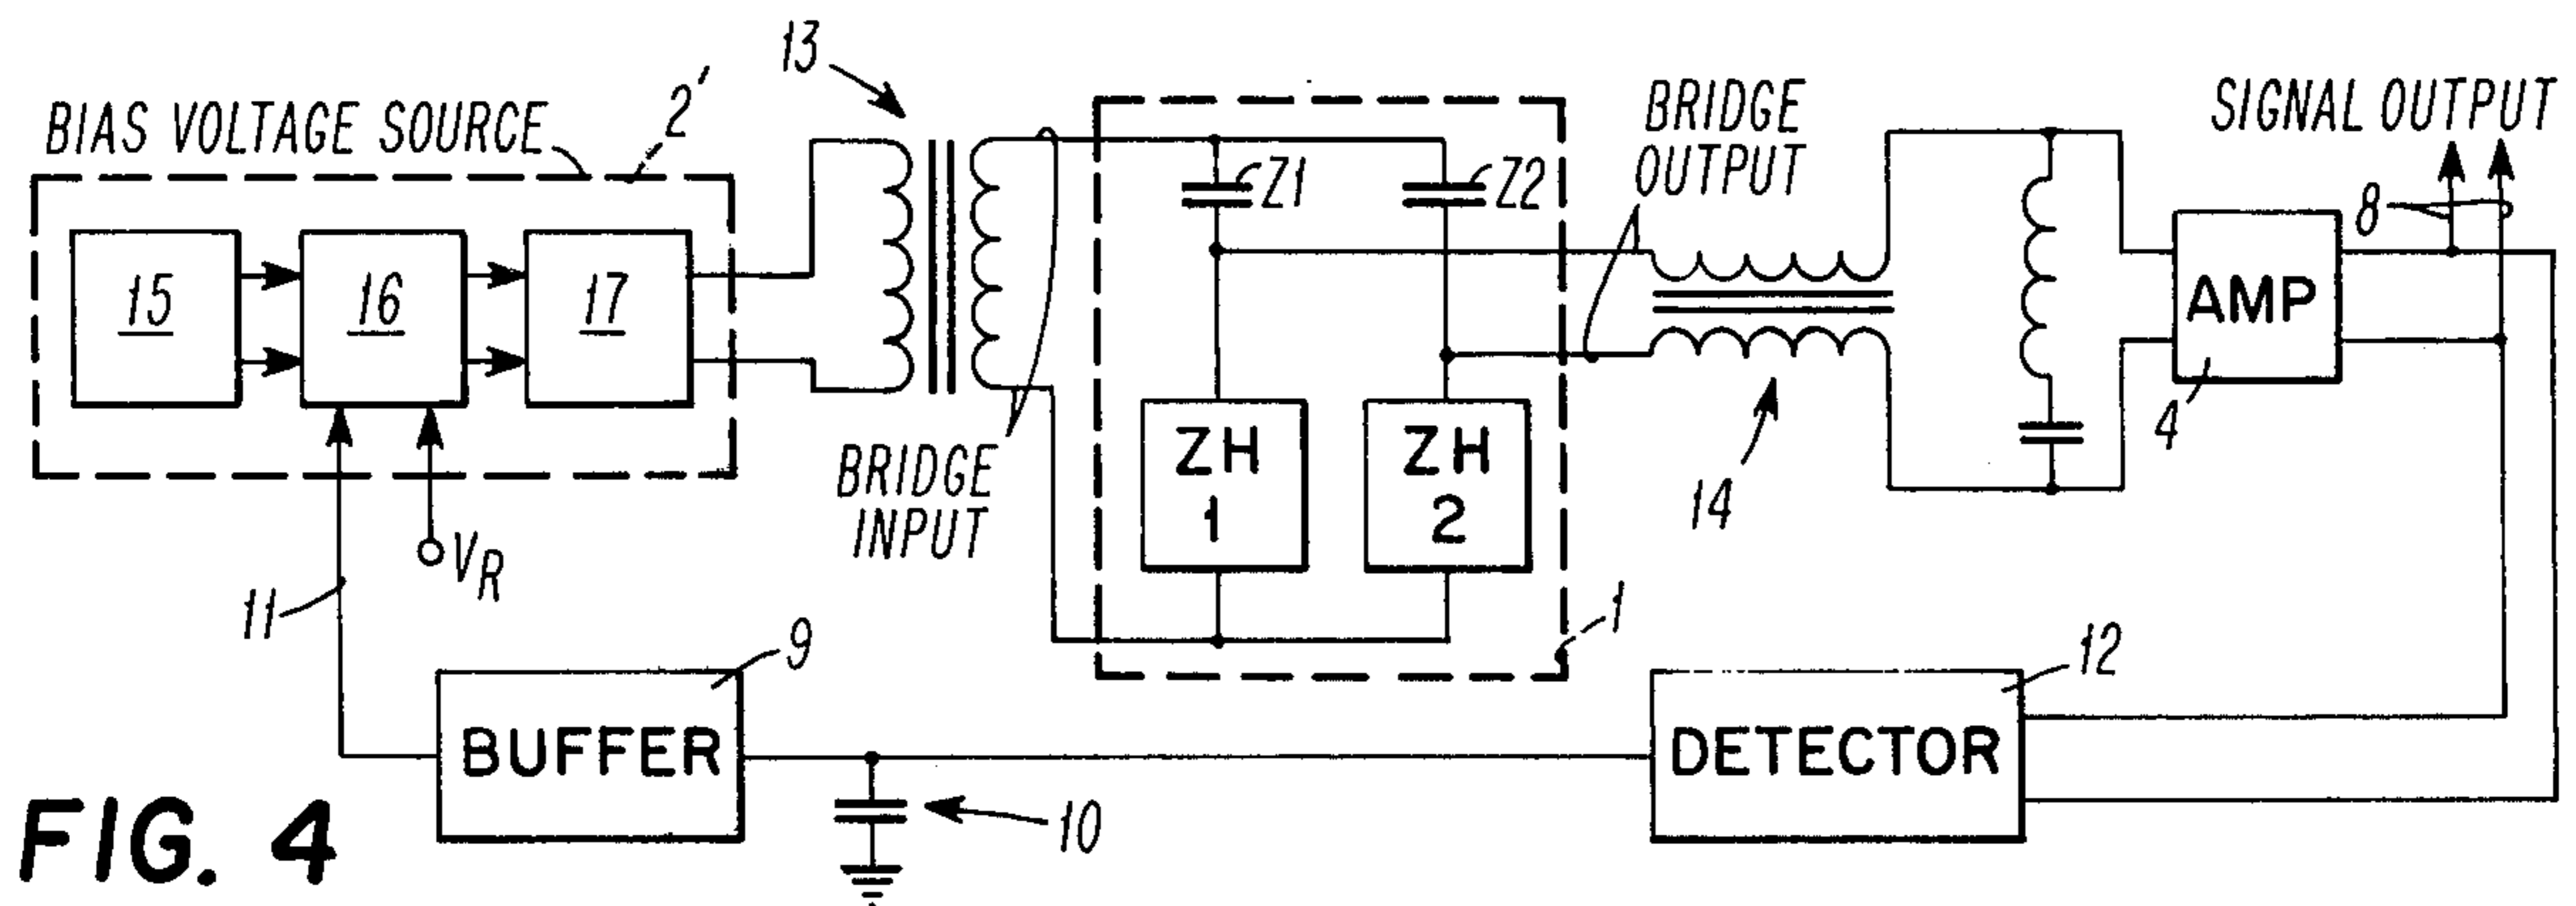 13
BIAS VOLTAGE SOURCE
2'
BRIDGE
OUTPUT
SIGNAL OUTPUT
Z1
Z2
8
15
16
17
AMP
4
BRIDGE
INPUT
ZH
1
ZH
2
14
VR
11
1
9
12
BUFFER
DETECTOR
10
FIG. 4